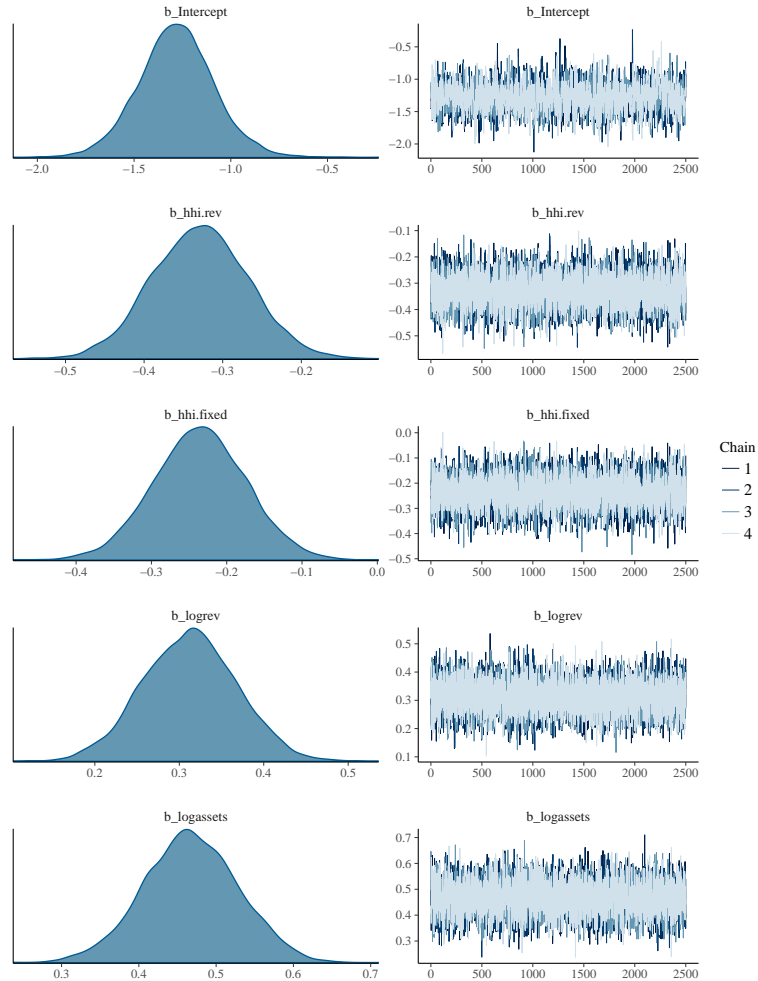 b_Intercept b_Intercept
−0.5
−1.0
−1.5
−2.0
−2.0 −1.5 −1.0 −0.5 0 500 1000 1500 2000 2500
b_hhi.rev b_hhi.rev
−0.1
−0.2
−0.3
−0.4
−0.5
−0.5 −0.4 −0.3 −0.2 0 500 1000 1500 2000 2500
b_hhi.fixed b_hhi.fixed
0.0
−0.1
−0.2
−0.3
−0.4
−0.5
−0.4 −0.3 −0.2 −0.1 0.0 0 500 1000 1500 2000 2500
Chain
1
2
3
4
b_logrev b_logrev
0.5
0.4
0.3
0.2
0.1
0.2 0.3 0.4 0.5 0 500 1000 1500 2000 2500
b_logassets b_logassets
0.7
0.6
0.5
0.4
0.3
0.3 0.4 0.5 0.6 0.7 0 500 1000 1500 2000 2500